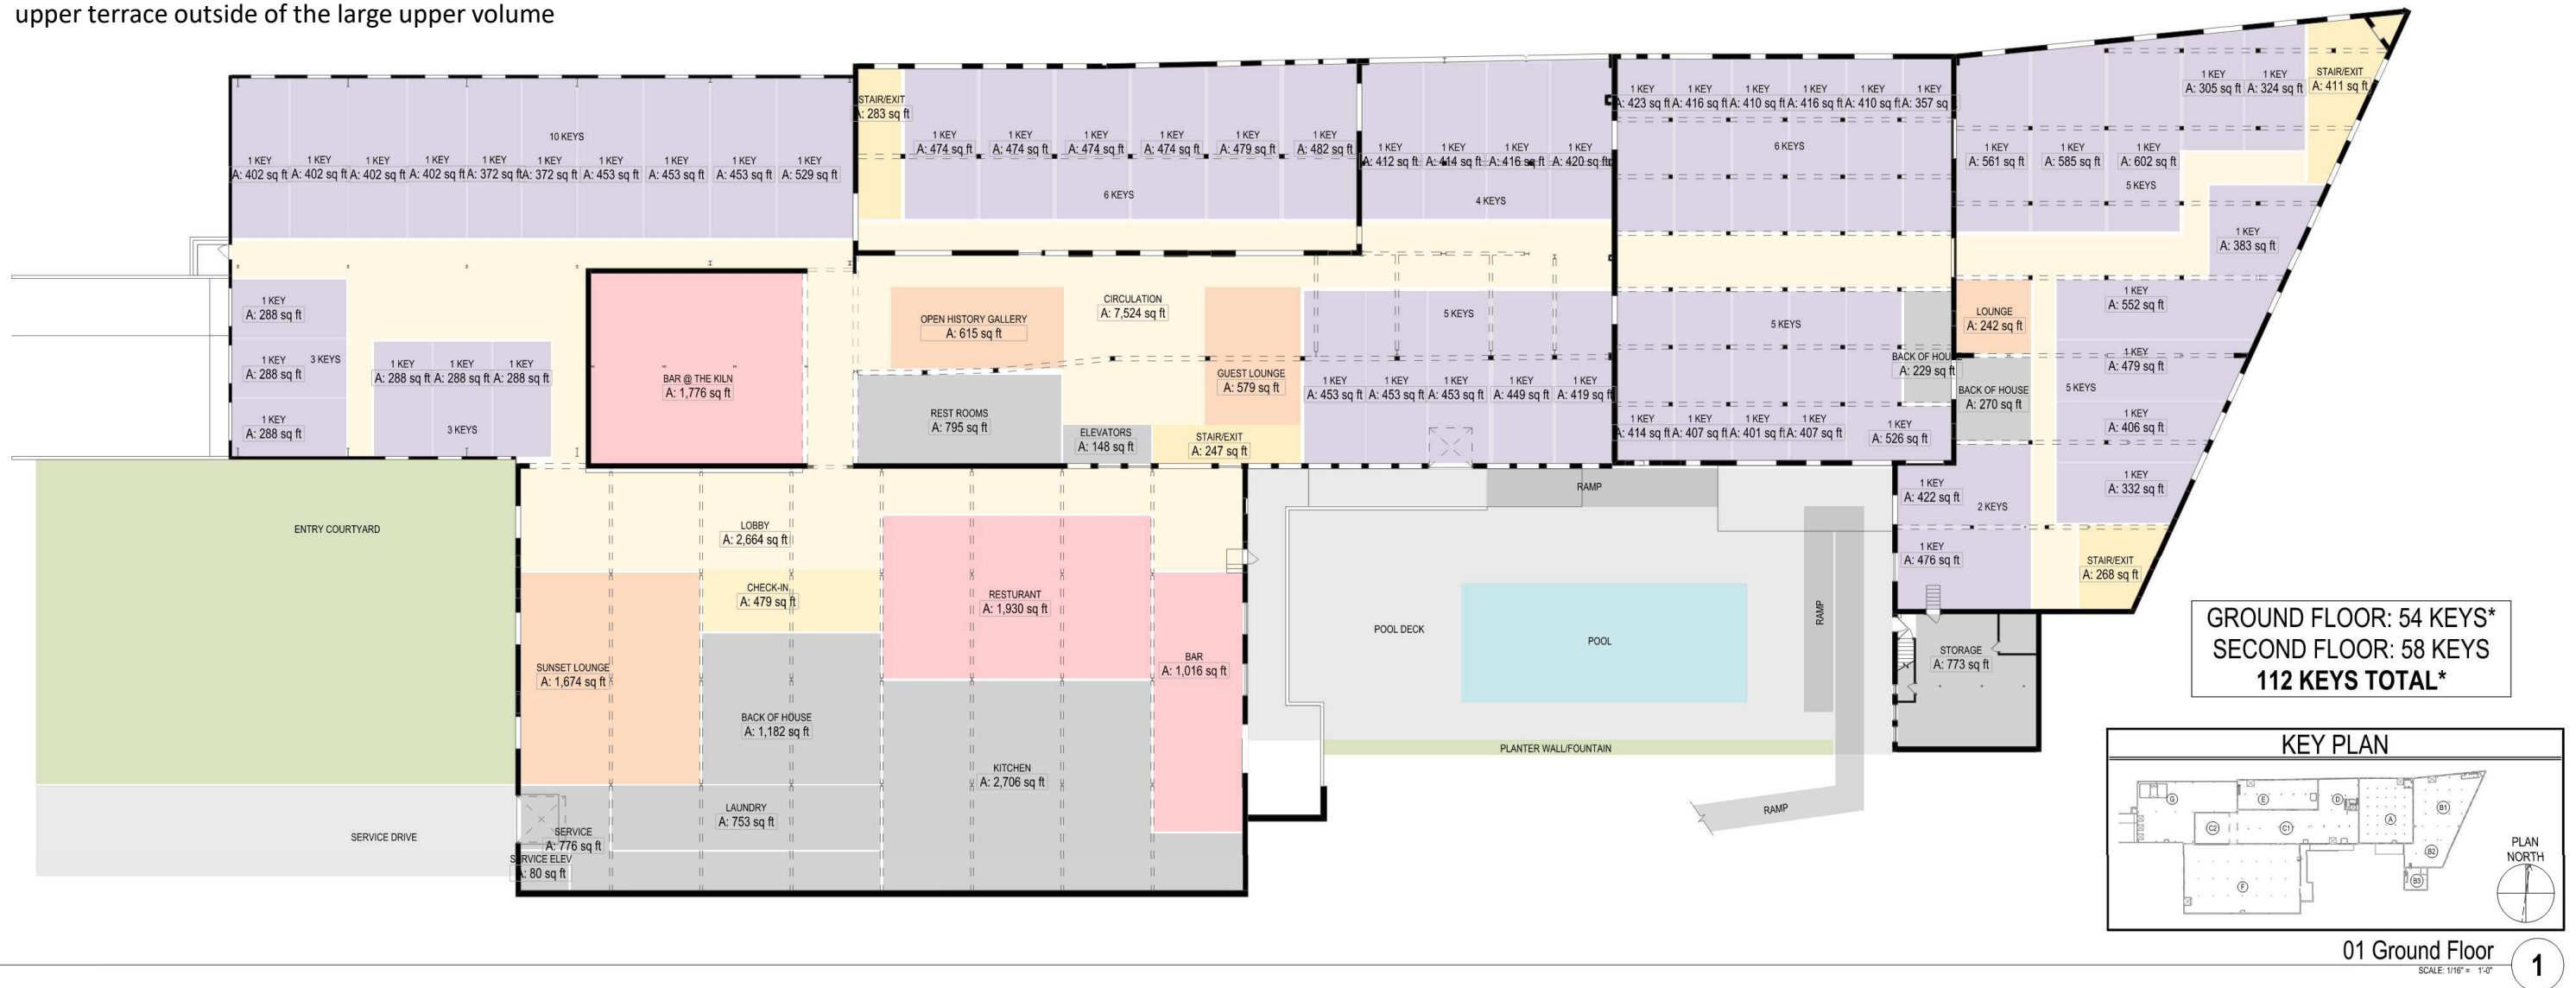 upper terrace outside of the large upper volume
10 KEYS
1 KEY
A: 402 sq ft
1 KEY
A: 402 sq ft
1 KEY
A: 402 sq ft
1 KEY
A: 402 sq ft
1 KEY
A: 372 sq ft
1 KEY
A: 372 sq ft
1 KEY
A: 453 sq ft
1 KEY
A: 453 sq ft
1 KEY
A: 453 sq ft
1 KEY
A: 529 sq ft
STAIR/EXIT
A: 283 sq ft
1 KEY
A: 474 sq ft
1 KEY
A: 474 sq ft
1 KEY
A: 474 sq ft
1 KEY
A: 474 sq ft
1 KEY
A: 479 sq ft
1 KEY
A: 482 sq ft
6 KEYS
1 KEY
A: 412 sq ft
1 KEY
A: 414 sq ft
1 KEY
A: 416 sq ft
1 KEY
A: 420 sq ft
4 KEYS
1 KEY
A: 423 sq ft
1 KEY
A: 416 sq ft
1 KEY
A: 410 sq ft
1 KEY
A: 416 sq ft
1 KEY
A: 410 sq ft
1 KEY
A: 357 sq
6 KEYS
1 KEY
A: 305 sq ft
1 KEY
A: 324 sq ft
STAIR/EXIT
A: 411 sq ft
1 KEY
A: 561 sq ft
1 KEY
A: 585 sq ft
1 KEY
A: 602 sq ft
5 KEYS
1 KEY
A: 383 sq ft
1 KEY
A: 288 sq ft
1 KEY
A: 288 sq ft
3 KEYS
1 KEY
A: 288 sq ft
1 KEY
A: 288 sq ft
1 KEY
A: 288 sq ft
1 KEY
A: 288 sq ft
3 KEYS
BAR @ THE KILN
A: 1,776 sq ft
OPEN HISTORY GALLERY
A: 615 sq ft
CIRCULATION
A: 7,524 sq ft
GUEST LOUNGE
A: 579 sq ft
REST ROOMS
A: 795 sq ft
ELEVATORS
A: 148 sq ft
STAIR/EXIT
A: 247 sq ft
5 KEYS
1 KEY
A: 453 sq ft
1 KEY
A: 453 sq ft
1 KEY
A: 453 sq ft
1 KEY
A: 449 sq ft
1 KEY
A: 419 sq ft
5 KEYS
1 KEY
A: 414 sq ft
1 KEY
A: 407 sq ft
1 KEY
A: 401 sq ft
1 KEY
A: 407 sq ft
1 KEY
A: 526 sq ft
BACK OF HOUSE
A: 229 sq ft
LOUNGE
A: 242 sq ft
BACK OF HOUSE
A: 270 sq ft
1 KEY
A: 552 sq ft
1 KEY
A: 479 sq ft
5 KEYS
1 KEY
A: 406 sq ft
1 KEY
A: 332 sq ft
1 KEY
A: 422 sq ft
2 KEYS
1 KEY
A: 476 sq ft
STAIR/EXIT
A: 268 sq ft
ENTRY COURTYARD
LOBBY
A: 2,664 sq ft
CHECK-IN
A: 479 sq ft
RESTURANT
A: 1,930 sq ft
SUNSET LOUNGE
A: 1,674 sq ft
BAR
A: 1,016 sq ft
BACK OF HOUSE
A: 1,182 sq ft
KITCHEN
A: 2,706 sq ft
LAUNDRY
A: 753 sq ft
SERVICE
A: 776 sq ft
SERVICE ELEV
A: 80 sq ft
SERVICE DRIVE
RAMP
POOL DECK
POOL
RAMP
PLANTER WALL/FOUNTAIN
RAMP
STORAGE
A: 773 sq ft
GROUND FLOOR: 54 KEYS*
SECOND FLOOR: 58 KEYS
112 KEYS TOTAL*
KEY PLAN
G
E
D
B1
C2
C1
A
B2
B3
F
PLAN
NORTH
01 Ground Floor
SCALE: 1/16" = 1'-0"
1